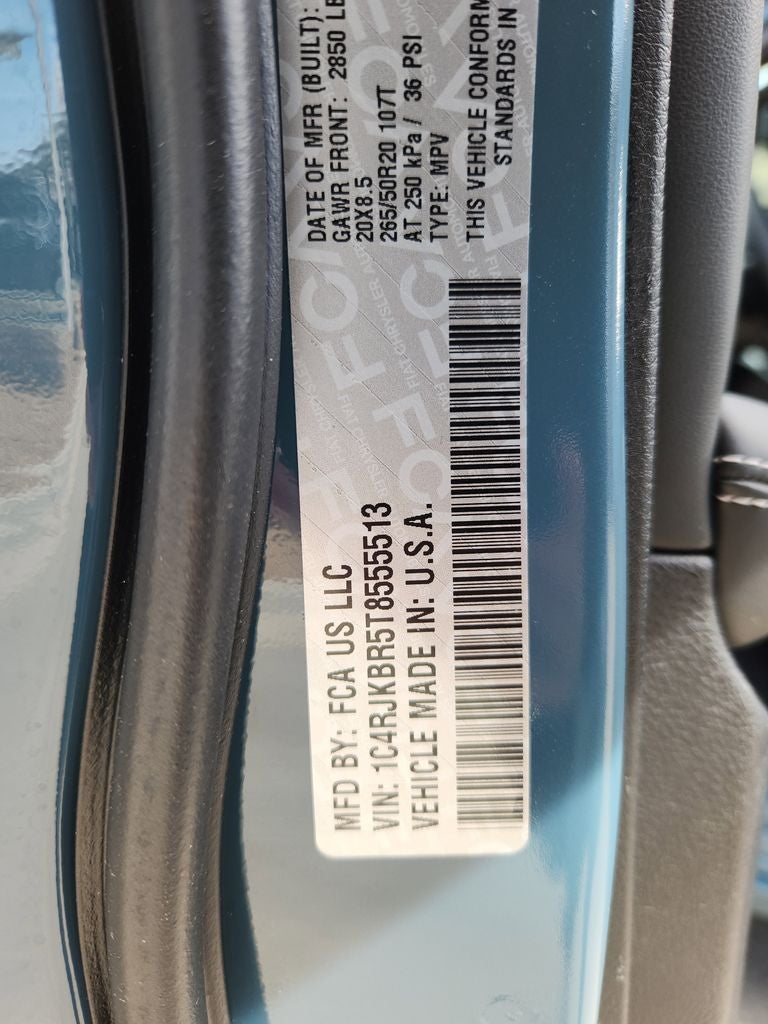 MFD BY: FCA US LLC
VIN: 1C4RJKBR5T8555513
VEHICLE MADE IN: U.S.A.
DATE OF MFR (BUILT):
GAWR FRONT: 2850 LB
20X8.5
265/50R20 107T
AT 250 kPa / 36 PSI
TYPE: MPV
THIS VEHICLE CONFORM
STANDARDS IN